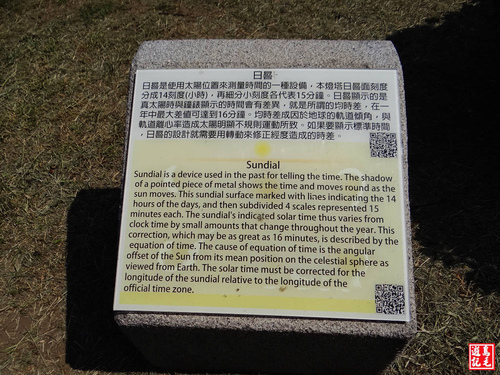 日晷
日晷是使用太陽位置來測量時間的一種設備，本燈塔日晷面刻度
分成14刻度(小時)，再細分小刻度各代表15分鐘。日晷顯示的是
真太陽時與鐘錶顯示的時間會有差異，就是所謂的均時差，在一
年中最大差值可達到16分鐘。均時差成因於地球的軌道傾角，與
軌道離心率造成太陽明顯不規則運動所致。如果要顯示標準時間
，日晷的設計就需要用轉動來修正經度造成的時差。
Sundial
Sundial is a device used in the past for telling the time. The shadow
of a pointed piece of metal shows the time and moves round as the
sun moves. This sundial surface marked with lines indicating the 14
hours of the days, and then subdivided 4 scales represented 15
minutes each. The sundial's indicated solar time thus varies from
clock time by small amounts that change throughout the year. This
correction, which may be as great as 16 minutes, is described by the
equation of time. The cause of equation of time is the angular
offset of the Sun from its mean position on the celestial sphere as
viewed from Earth. The solar time must be corrected for the
longitude of the sundial relative to the longitude of the
official time zone.